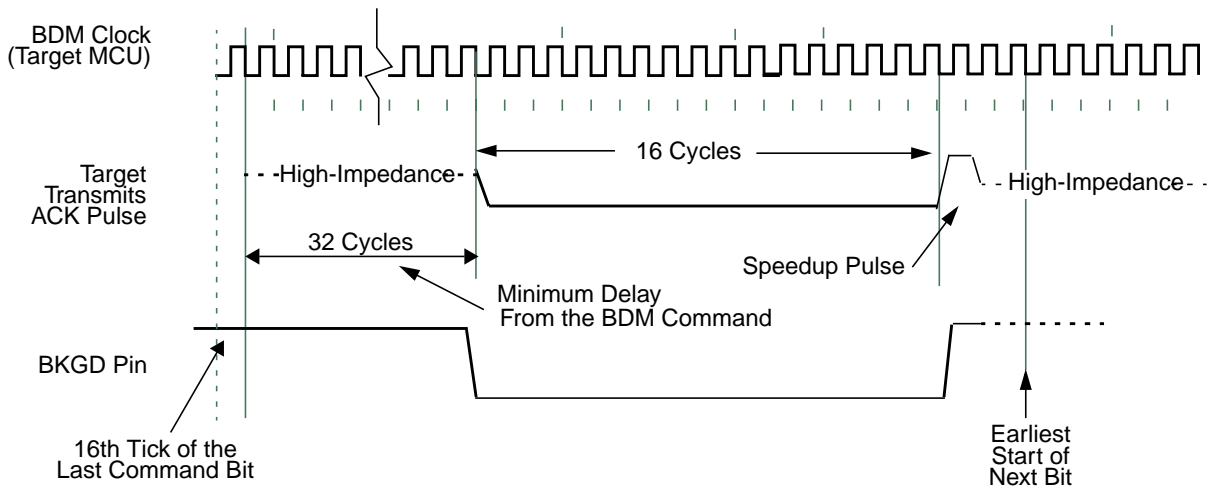 BDM Clock
(Target MCU)
16 Cycles
Target
Transmits
ACK Pulse
High-Impedance
High-Impedance
32 Cycles
Speedup Pulse
Minimum Delay
From the BDM Command
BKGD Pin
16th Tick of the
Last Command Bit
Earliest
Start of
Next Bit